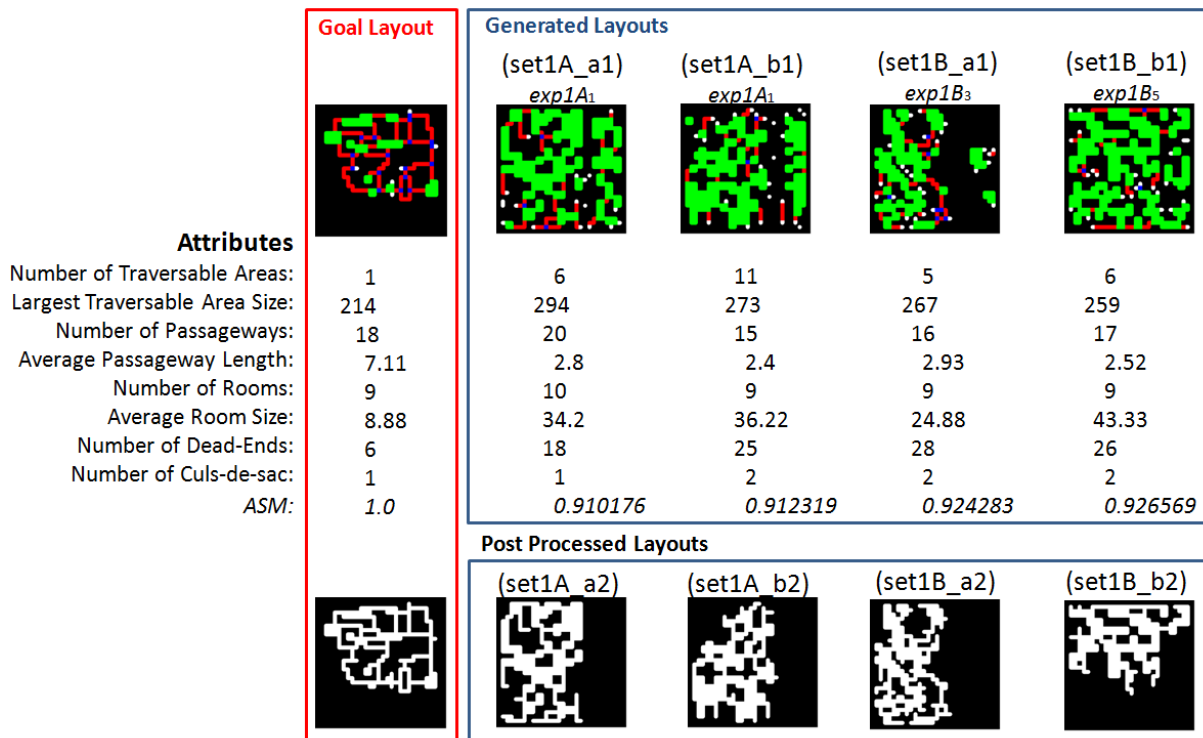 Goal Layout
Generated Layouts
(set1A_a1) (set1A_b1) (set1B_a1) (set1B_b1)
exp1A1 exp1A1 exp1B3 exp1B5
Attributes
Number of Traversable Areas: 1 6 11 5 6
Largest Traversable Area Size: 214 294 273 267 259
Number of Passageways: 18 20 15 16 17
Average Passageway Length: 7.11 2.8 2.4 2.93 2.52
Number of Rooms: 9 10 9 9 9
Average Room Size: 8.88 34.2 36.22 24.88 43.33
Number of Dead-Ends: 6 18 25 28 26
Number of Culs-de-sac: 1 1 2 2 2
ASM: 1.0 0.910176 0.912319 0.924283 0.926569
Post Processed Layouts
(set1A_a2) (set1A_b2) (set1B_a2) (set1B_b2)